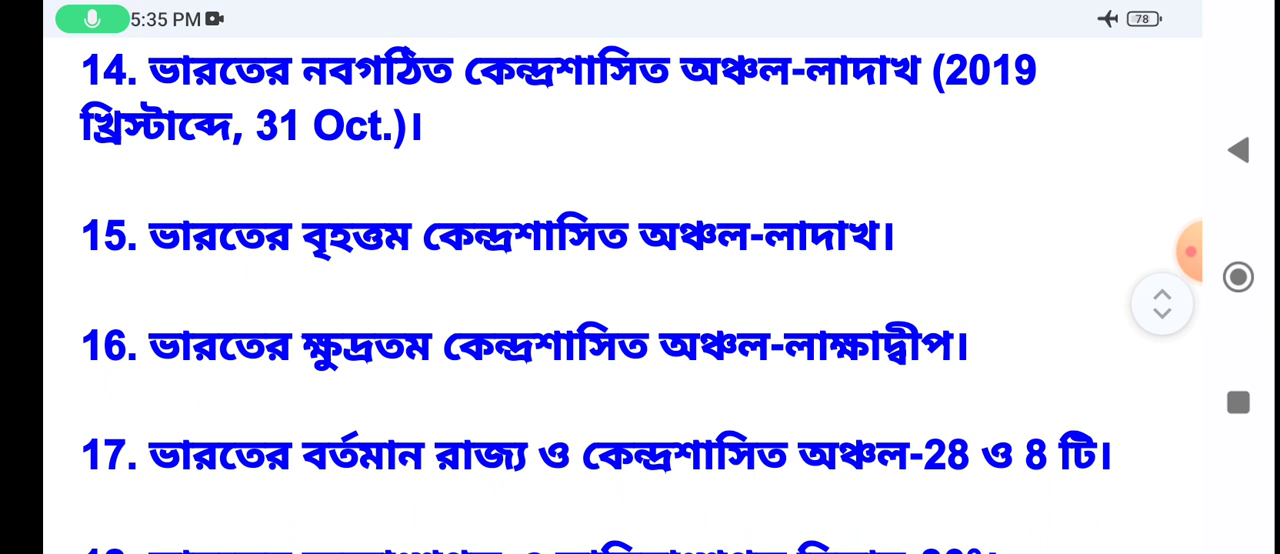 5:35 PM
78
14. ভারতের নবগঠিত কেন্দ্রশাসিত অঞ্চল-লাদাখ (2019
খ্রিস্টাব্দে, 31 Oct.)।
15. ভারতের বৃহত্তম কেন্দ্রশাসিত অঞ্চল-লাদাখ।
16. ভারতের ক্ষুদ্রতম কেন্দ্রশাসিত অঞ্চল-লাক্ষাদ্বীপ।
17. ভারতের বর্তমান রাজ্য ও কেন্দ্রশাসিত অঞ্চল-28 ও 8 টি।